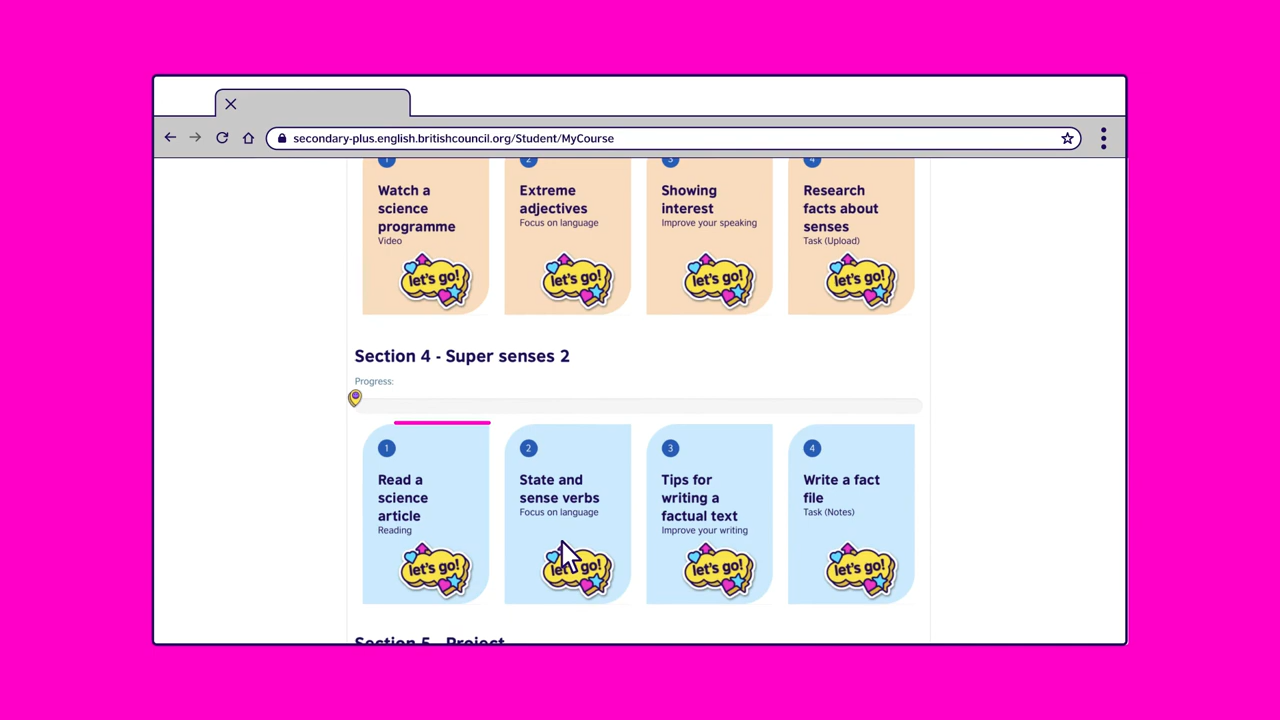 secondary-plus.english.britishcouncil.org/Student/MyCourse
1
2
3
4
Watch a
science
programme
Video
let's go!
Extreme
adjectives
Focus on language
let's go!
Showing
interest
Improve your speaking
let's go!
Research
facts about
senses
Task (Upload)
let's go!
Section 4 - Super senses 2
Progress:
1
Read a
science
article
Reading
let's go!
2
State and
sense verbs
Focus on language
let's go!
3
Tips for
writing a
factual text
Improve your writing
let's go!
4
Write a fact
file
Task (Notes)
let's go!
Section 5 - Project